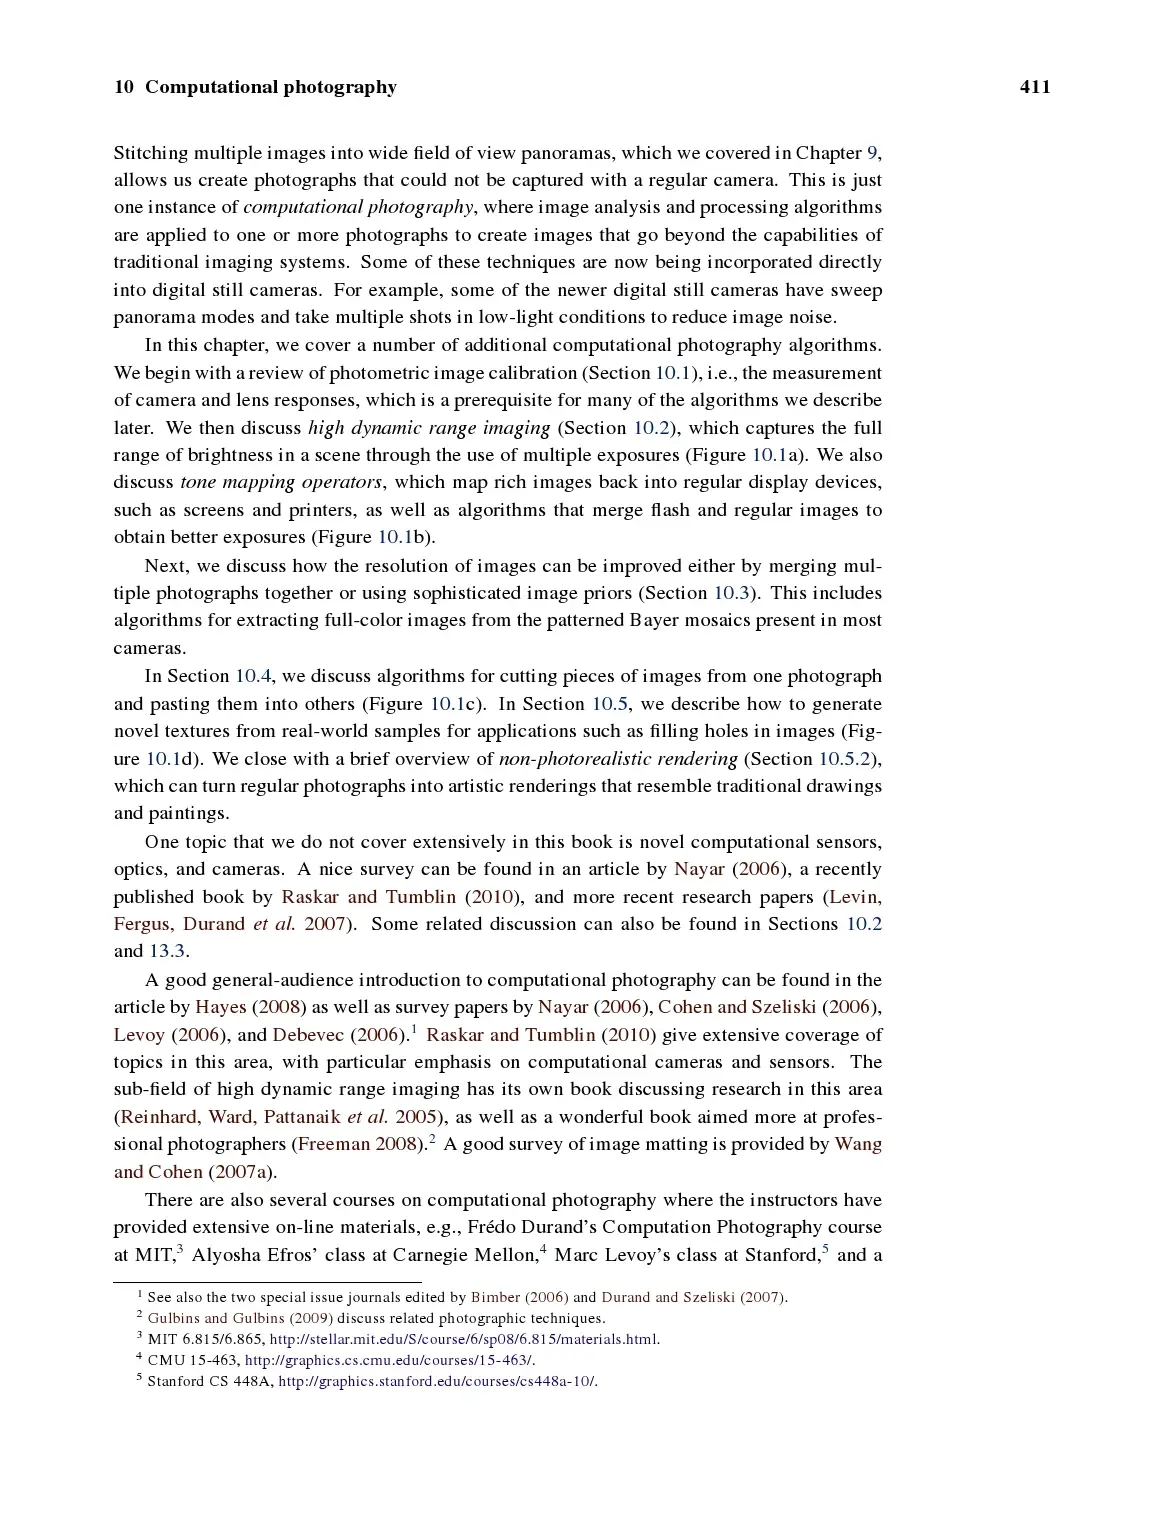 10 Computational photography 411
Stitching multiple images into wide field of view panoramas, which we covered in Chapter 9,
allows us create photographs that could not be captured with a regular camera. This is just
one instance of computational photography, where image analysis and processing algorithms
are applied to one or more photographs to create images that go beyond the capabilities of
traditional imaging systems. Some of these techniques are now being incorporated directly
into digital still cameras. For example, some of the newer digital still cameras have sweep
panorama modes and take multiple shots in low-light conditions to reduce image noise.
In this chapter, we cover a number of additional computational photography algorithms.
We begin with a review of photometric image calibration (Section 10.1), i.e., the measurement
of camera and lens responses, which is a prerequisite for many of the algorithms we describe
later. We then discuss high dynamic range imaging (Section 10.2), which captures the full
range of brightness in a scene through the use of multiple exposures (Figure 10.1a). We also
discuss tone mapping operators, which map rich images back into regular display devices,
such as screens and printers, as well as algorithms that merge flash and regular images to
obtain better exposures (Figure 10.1b).
Next, we discuss how the resolution of images can be improved either by merging mul-
tiple photographs together or using sophisticated image priors (Section 10.3). This includes
algorithms for extracting full-color images from the patterned Bayer mosaics present in most
cameras.
In Section 10.4, we discuss algorithms for cutting pieces of images from one photograph
and pasting them into others (Figure 10.1c). In Section 10.5, we describe how to generate
novel textures from real-world samples for applications such as filling holes in images (Fig-
ure 10.1d). We close with a brief overview of non-photorealistic rendering (Section 10.5.2),
which can turn regular photographs into artistic renderings that resemble traditional drawings
and paintings.
One topic that we do not cover extensively in this book is novel computational sensors,
optics, and cameras. A nice survey can be found in an article by Nayar (2006), a recently
published book by Raskar and Tumblin (2010), and more recent research papers (Levin,
Fergus, Durand et al. 2007). Some related discussion can also be found in Sections 10.2
and 13.3.
A good general-audience introduction to computational photography can be found in the
article by Hayes (2008) as well as survey papers by Nayar (2006), Cohen and Szeliski (2006),
Levoy (2006), and Debevec (2006).1 Raskar and Tumblin (2010) give extensive coverage of
topics in this area, with particular emphasis on computational cameras and sensors. The
sub-field of high dynamic range imaging has its own book discussing research in this area
(Reinhard, Ward, Pattanaik et al. 2005), as well as a wonderful book aimed more at profes-
sional photographers (Freeman 2008).2 A good survey of image matting is provided by Wang
and Cohen (2007a).
There are also several courses on computational photography where the instructors have
provided extensive on-line materials, e.g., Frédo Durand's Computation Photography course
at MIT,3 Alyosha Efros' class at Carnegie Mellon,4 Marc Levoy's class at Stanford,5 and a
1 See also the two special issue journals edited by Bimber (2006) and Durand and Szeliski (2007).
2 Gulbins and Gulbins (2009) discuss related photographic techniques.
3 MIT 6.815/6.865, http://stellar.mit.edu/S/course/6/sp08/6.815/materials.html.
4 CMU 15-463, http://graphics.cs.cmu.edu/courses/15-463/.
5 Stanford CS 448A, http://graphics.stanford.edu/courses/cs448a-10/.